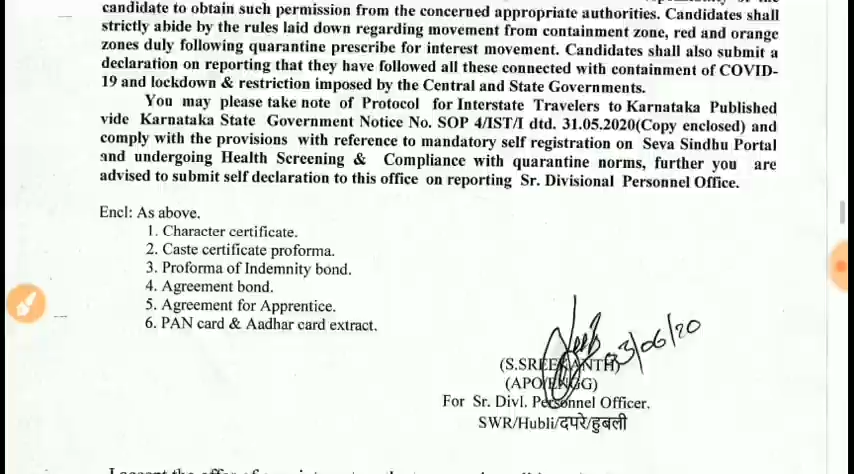 candidate to obtain such permission from the concerned appropriate authorities. Candidates shall
strictly abide by the rules laid down regarding movement from containment zone, red and orange
zones duly following quarantine prescribe for interest movement. Candidates shall also submit a
declaration on reporting that they have followed all these connected with containment of COVID-
19 and lockdown & restriction imposed by the Central and State Governments.
You may please take note of Protocol for Interstate Travelers to Karnataka Published
vide Karnataka State Government Notice No. SOP 4/IST/I dtd. 31.05.2020(Copy enclosed) and
comply with the provisions with reference to mandatory self registration on Seva Sindhu Portal
and undergoing Health Screening & Compliance with quarantine norms, further you are
advised to submit self declaration to this office on reporting Sr. Divisional Personnel Office.
Encl: As above.
1. Character certificate.
2. Caste certificate proforma.
3. Proforma of Indemnity bond.
4. Agreement bond.
5. Agreement for Apprentice.
6. PAN card & Aadhar card extract.
03/06/20
(S.SREEKANTH)
(APO/ENGG)
For Sr. Divl. Personnel Officer.
SWR/Hubli/दपरे/हुबली